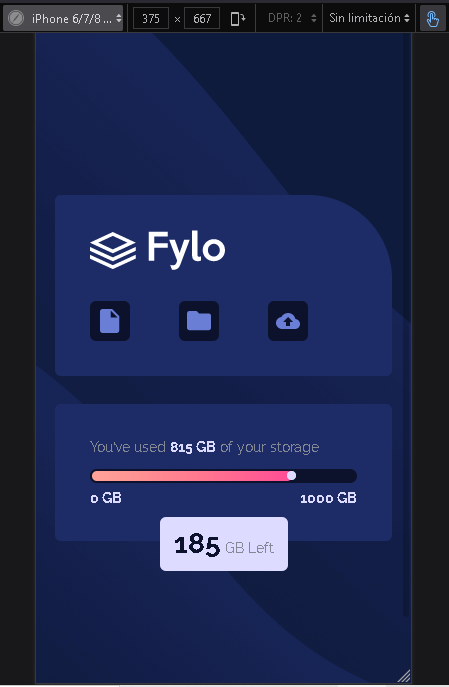 iPhone 6/7/8 ...
375 × 667
DPR: 2
Sin limitación
Fylo
You've used 815 GB of your storage
0 GB
1000 GB
185 GB Left